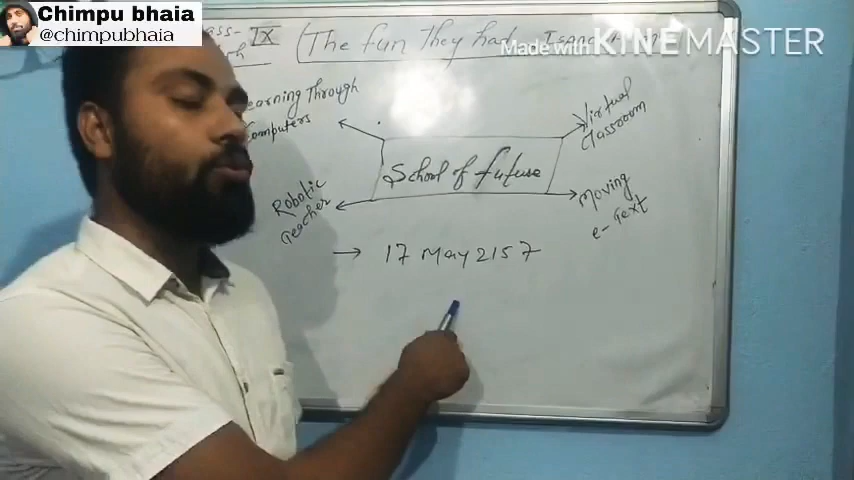 Chimpu bhaia
@chimpubhaia
Made with KINEMASTER
IX (The fun they had
Learning Through
Computers
Virtual
Classroom
School of future
Robotic
Teacher
Moving
e-Text
→ 17 May 2157